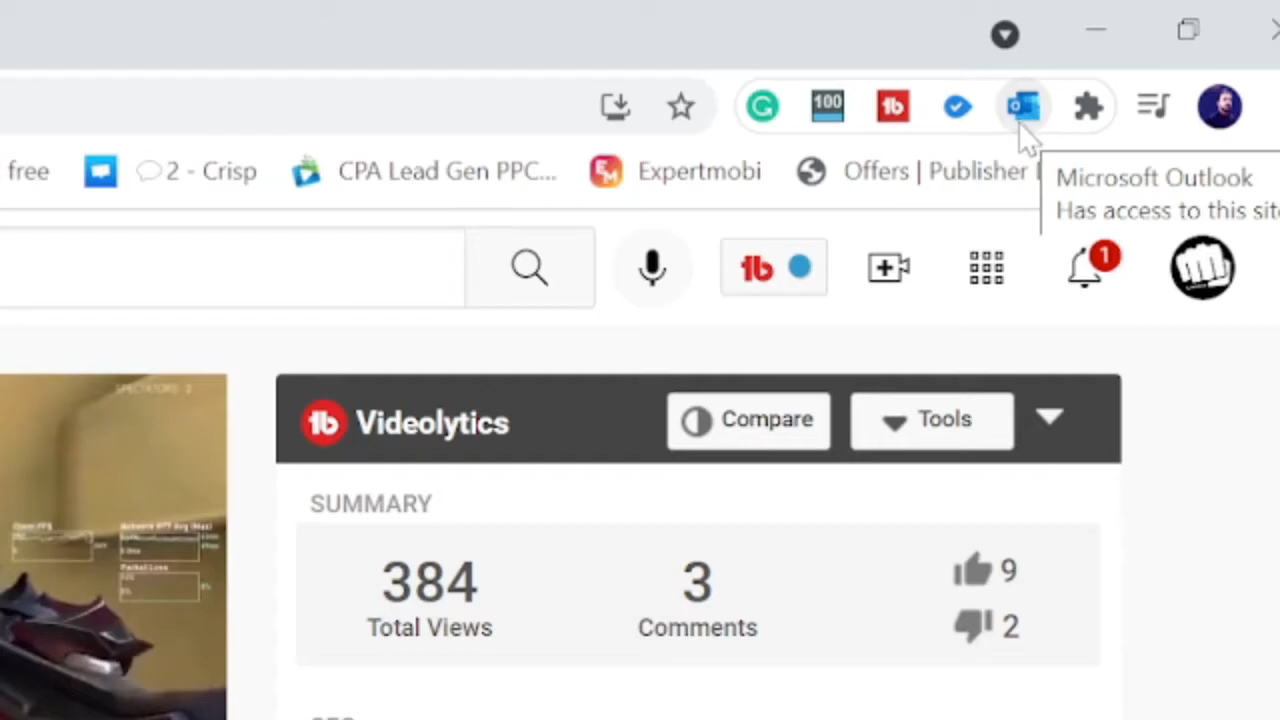 100
free
2 - Crisp
CPA Lead Gen PPC...
Expertmobi
Offers | Publisher
Microsoft Outlook
Has access to this site
1
Videolytics
Compare
Tools
SUMMARY
384
3
9
Total Views
Comments
2